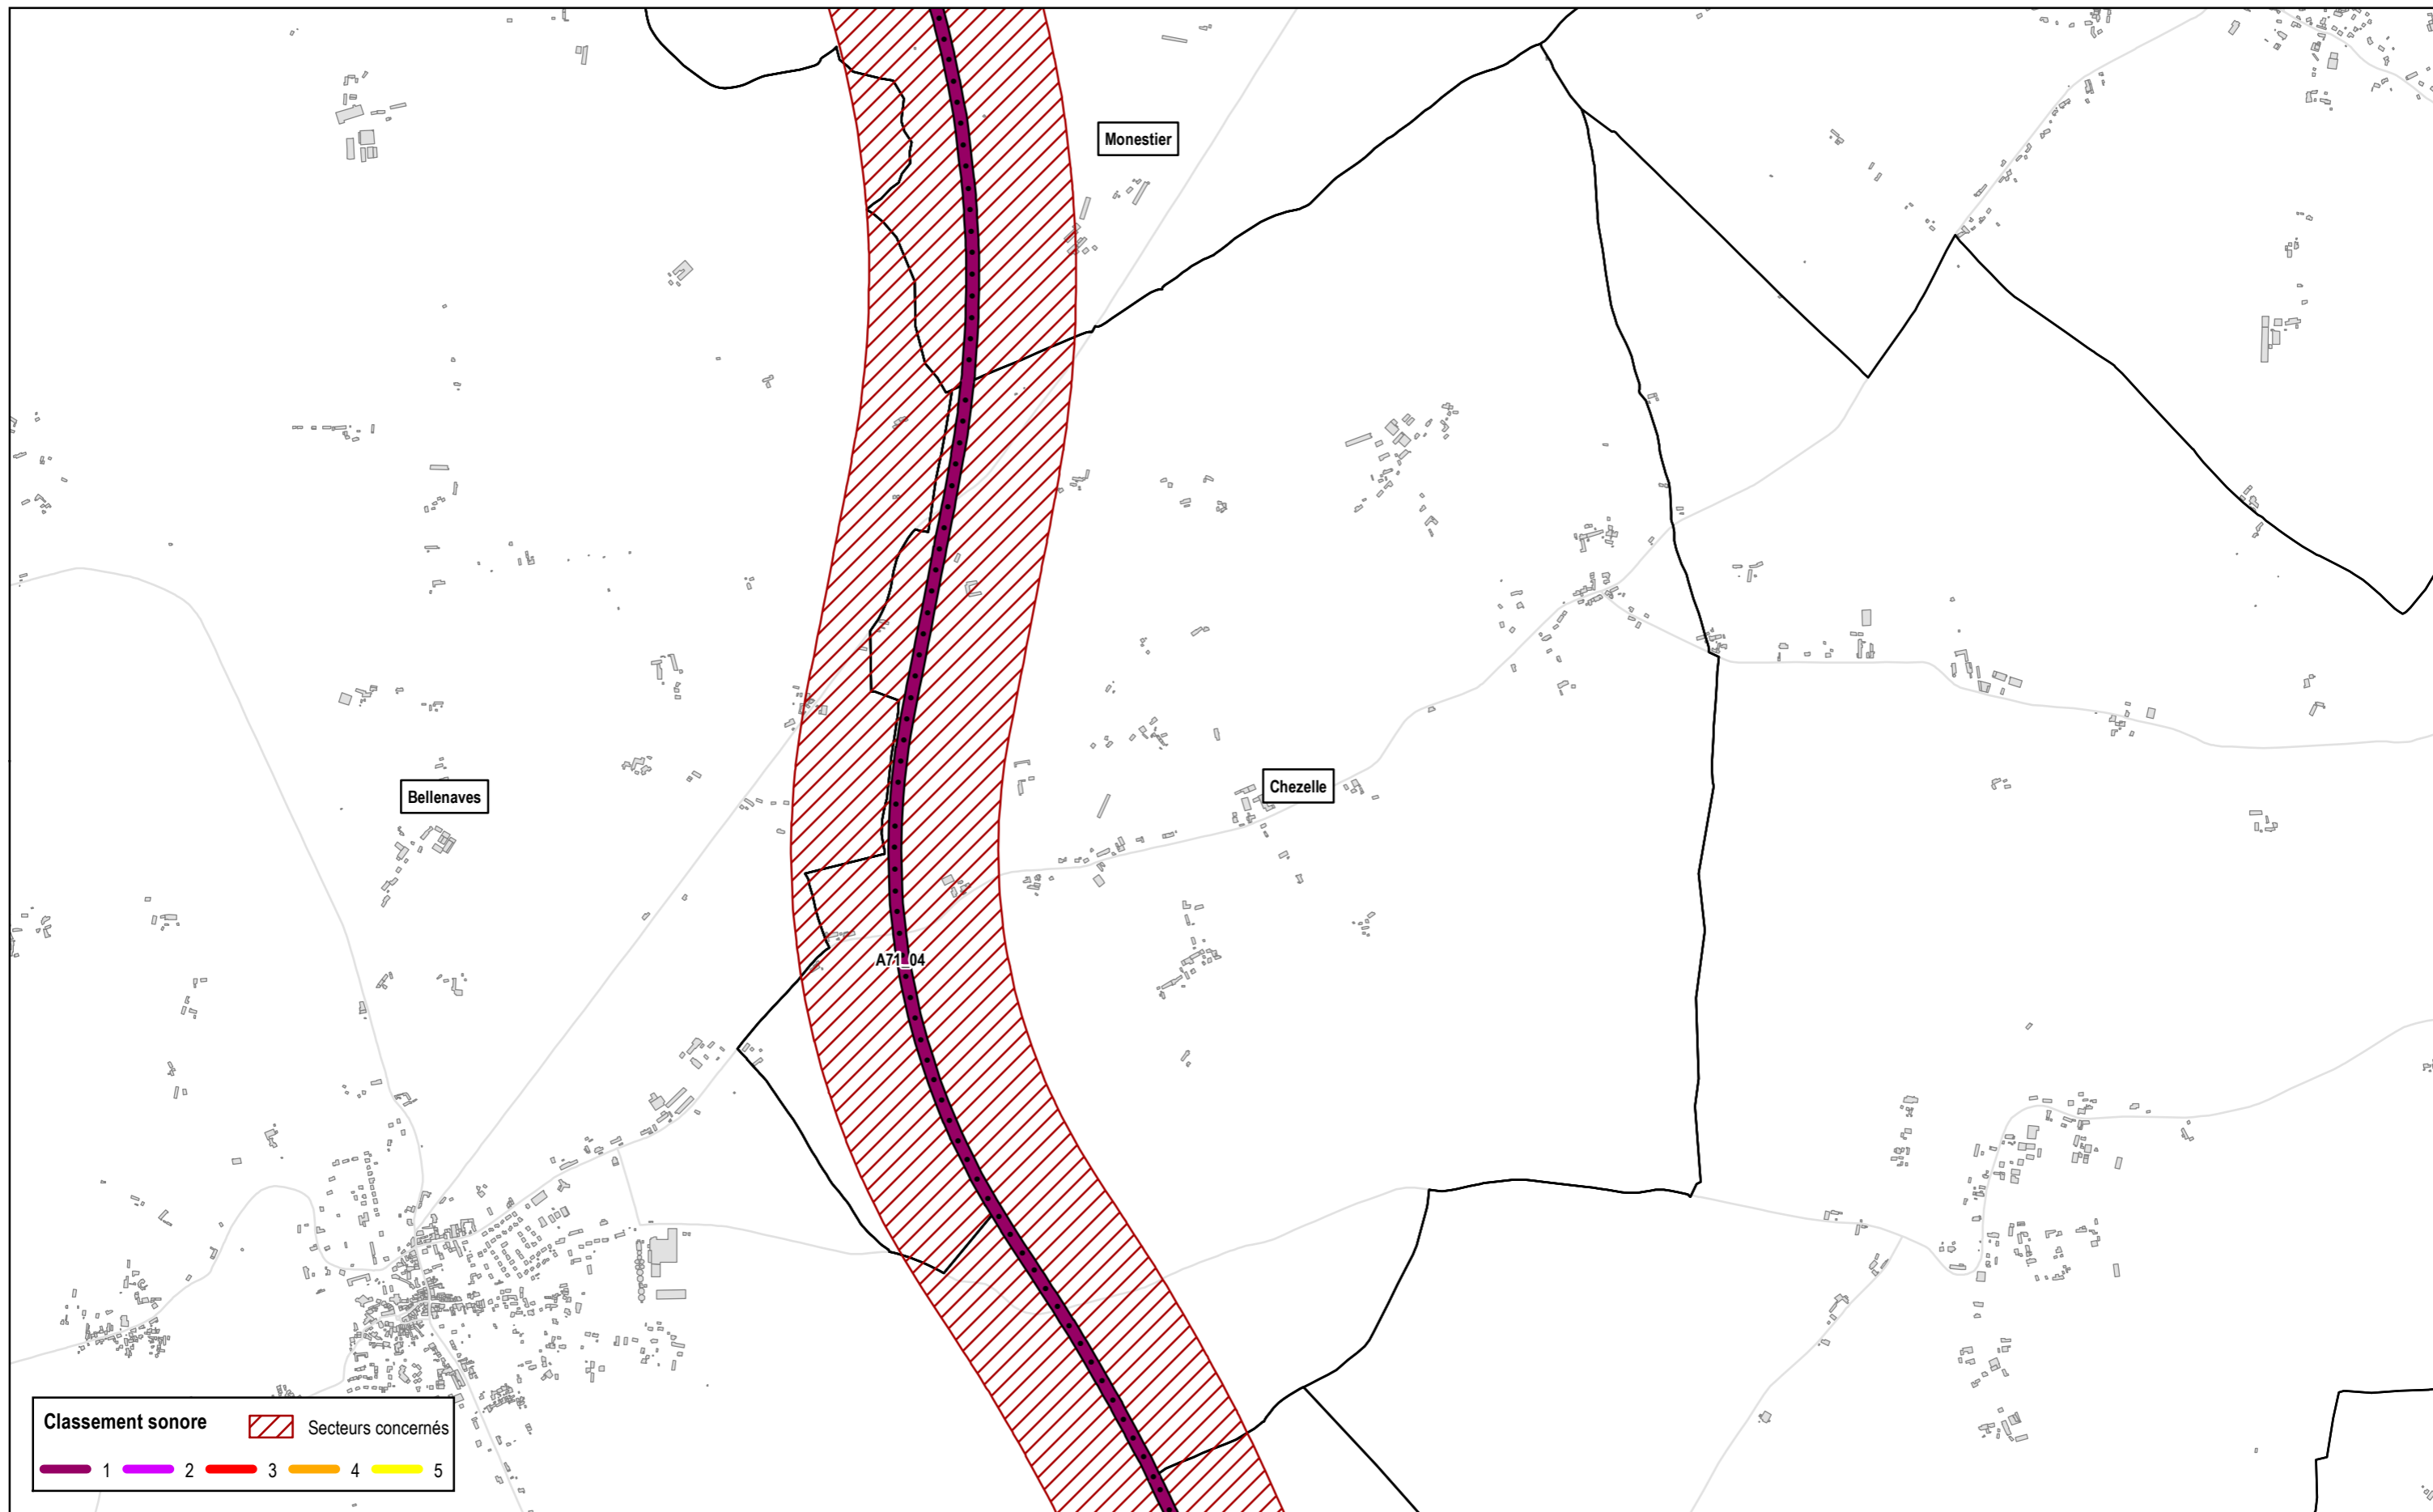 Monestier
Bellenaves
Chezelle
A71_04
Classement sonore
Secteurs concernés
1 2 3 4 5